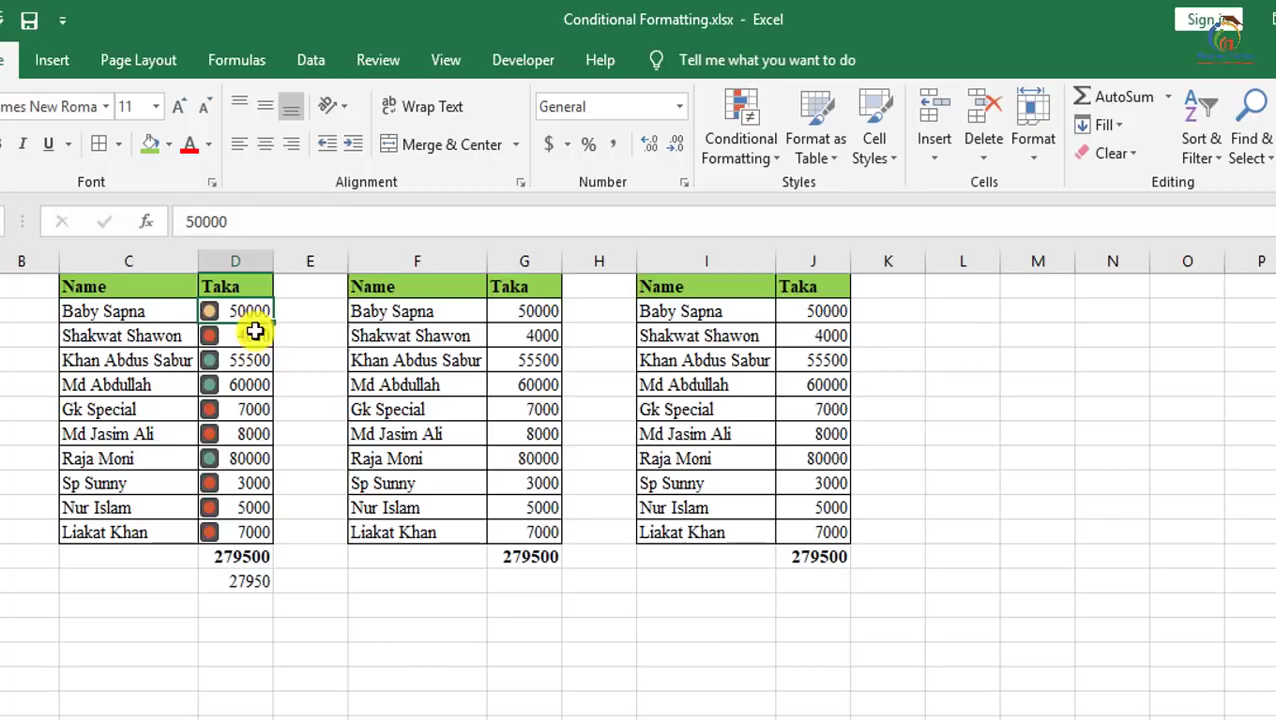 Conditional Formatting.xlsx - Excel
Sign
Insert Page Layout Formulas Data Review View Developer Help Tell me what you want to do
mes New Roma 11 Wrap Text General Conditional Formatting Format as Table Cell Styles Insert Delete Format AutoSum Fill Clear Sort & Filter Find & Select
U Merge & Center $ % ,
Font Alignment Number Styles Cells Editing
fx 50000
B C D E F G H I J K L M N O P
Name Taka Name Taka Name Taka
Baby Sapna 50000 Baby Sapna 50000 Baby Sapna 50000
Shakwat Shawon Shakwat Shawon 4000 Shakwat Shawon 4000
Khan Abdus Sabur 55500 Khan Abdus Sabur 55500 Khan Abdus Sabur 55500
Md Abdullah 60000 Md Abdullah 60000 Md Abdullah 60000
Gk Special 7000 Gk Special 7000 Gk Special 7000
Md Jasim Ali 8000 Md Jasim Ali 8000 Md Jasim Ali 8000
Raja Moni 80000 Raja Moni 80000 Raja Moni 80000
Sp Sunny 3000 Sp Sunny 3000 Sp Sunny 3000
Nur Islam 5000 Nur Islam 5000 Nur Islam 5000
Liakat Khan 7000 Liakat Khan 7000 Liakat Khan 7000
279500 279500 279500
27950